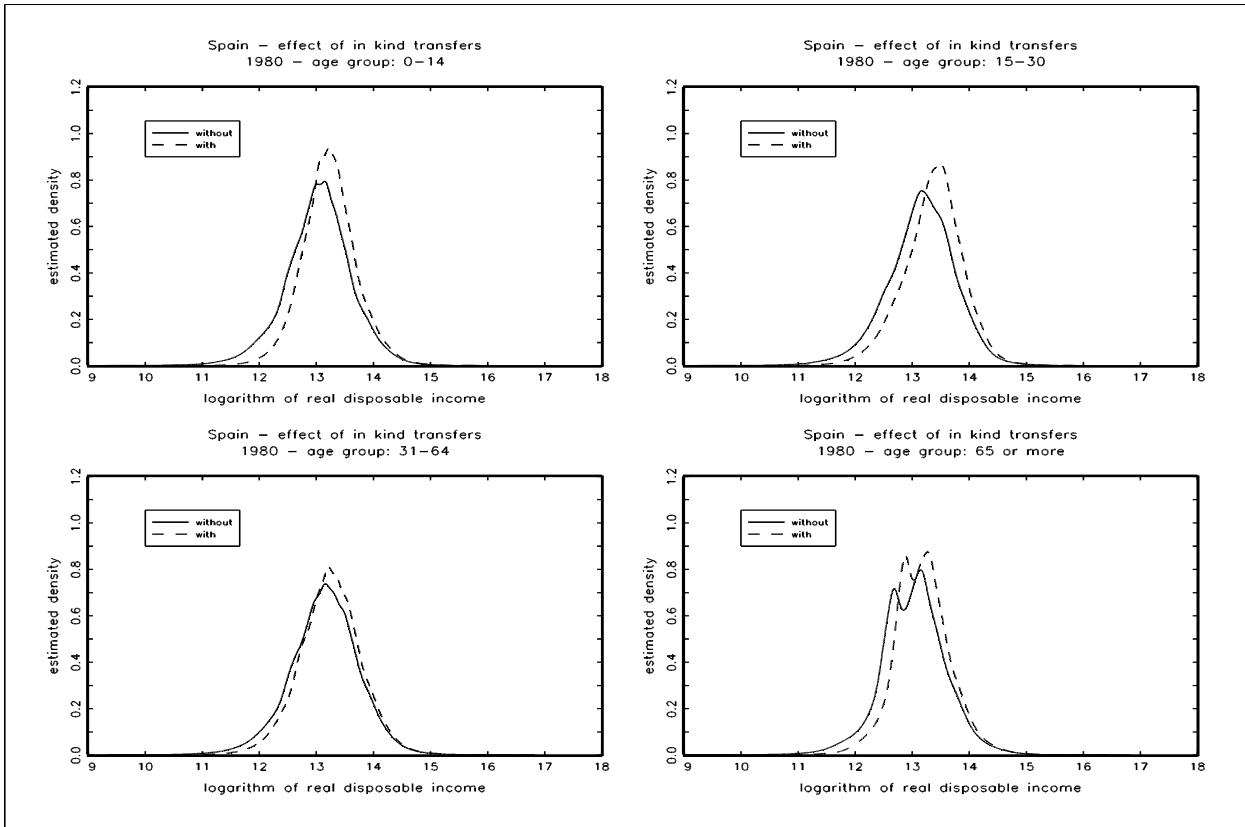 Spain – effect of in kind transfers
1980 – age group: 0–14
estimated density
0.0 0.2 0.4 0.6 0.8 1.0 1.2
without
with
9 10 11 12 13 14 15 16 17 18
logarithm of real disposable income
Spain – effect of in kind transfers
1980 – age group: 15–30
estimated density
0.0 0.2 0.4 0.6 0.8 1.0 1.2
without
with
9 10 11 12 13 14 15 16 17 18
logarithm of real disposable income
Spain – effect of in kind transfers
1980 – age group: 31–64
estimated density
0.0 0.2 0.4 0.6 0.8 1.0 1.2
without
with
9 10 11 12 13 14 15 16 17 18
logarithm of real disposable income
Spain – effect of in kind transfers
1980 – age group: 65 or more
estimated density
0.0 0.2 0.4 0.6 0.8 1.0 1.2
without
with
9 10 11 12 13 14 15 16 17 18
logarithm of real disposable income